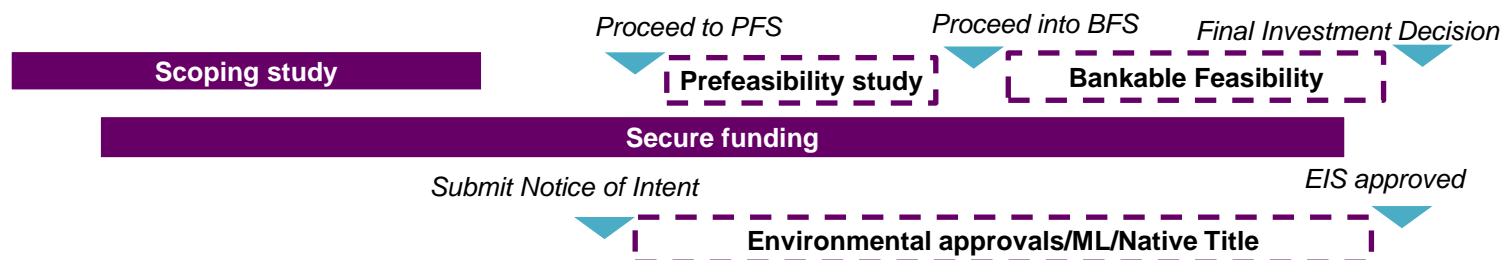 Proceed to PFS
Proceed into BFS
Final Investment Decision
Scoping study
Prefeasibility study
Bankable Feasibility
Secure funding
Submit Notice of Intent
EIS approved
Environmental approvals/ML/Native Title